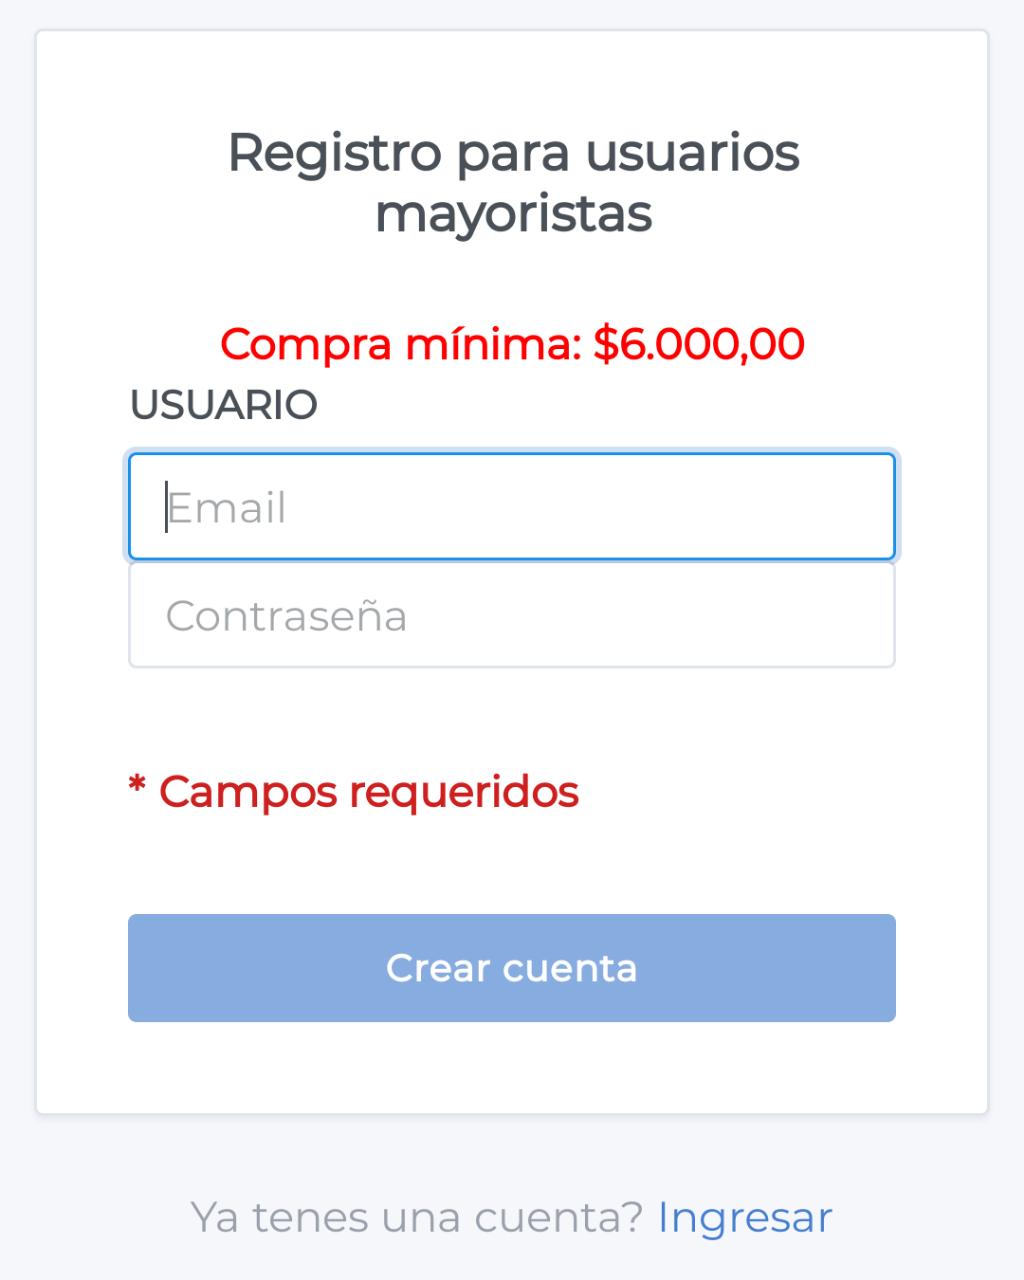 Registro para usuarios
mayoristas
Compra mínima: $6.000,00
USUARIO
Email
Contraseña
* Campos requeridos
Crear cuenta
Ya tenes una cuenta? Ingresar